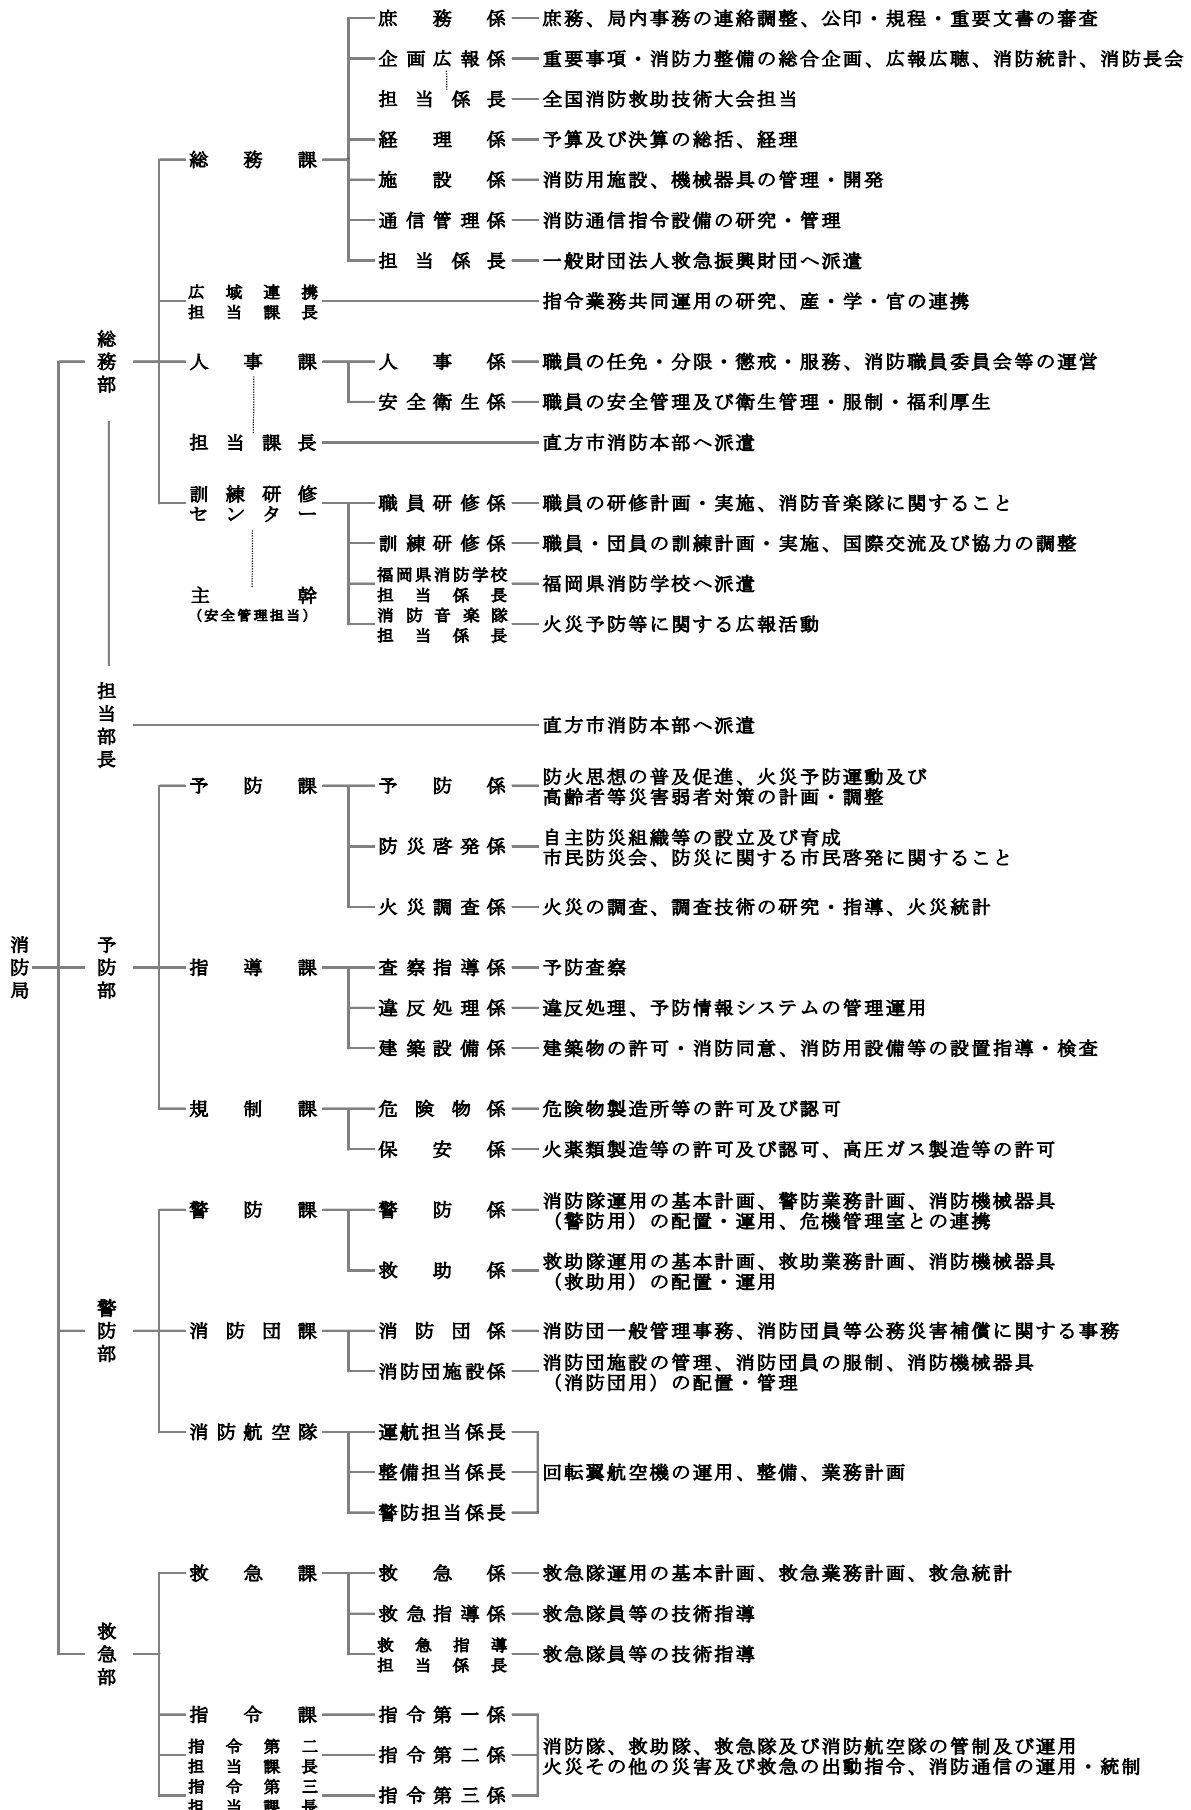 消防局
総務部
総務課
庶務係
庶務、局内事務の連絡調整、公印・規程・重要文書の審査
企画広報係
重要事項・消防力整備の総合企画、広報広聴、消防統計、消防長会
担当係長
全国消防救助技術大会担当
経理係
予算及び決算の総括、経理
施設係
消防用施設、機械器具の管理・開発
通信管理係
消防通信指令設備の研究・管理
担当係長
一般財団法人救急振興財団へ派遣
広域連携
担当課長
指令業務共同運用の研究、産・学・官の連携
人事課
人事係
職員の任免・分限・懲戒・服務、消防職員委員会等の運営
安全衛生係
職員の安全管理及び衛生管理・服制・福利厚生
担当課長
直方市消防本部へ派遣
訓練研修
センター
職員研修係
職員の研修計画・実施、消防音楽隊に関すること
訓練研修係
職員・団員の訓練計画・実施、国際交流及び協力の調整
主幹
（安全管理担当）
福岡県消防学校
担当係長
福岡県消防学校へ派遣
消防音楽隊
担当係長
火災予防等に関する広報活動
担当部長
直方市消防本部へ派遣
予防部
予防課
予防係
防火思想の普及促進、火災予防運動及び
高齢者等災害弱者対策の計画・調整
防災啓発係
自主防災組織等の設立及び育成
市民防災会、防災に関する市民啓発に関すること
火災調査係
火災の調査、調査技術の研究・指導、火災統計
指導課
査察指導係
予防査察
違反処理係
違反処理、予防情報システムの管理運用
建築設備係
建築物の許可・消防同意、消防用設備等の設置指導・検査
規制課
危険物係
危険物製造所等の許可及び認可
保安係
火薬類製造等の許可及び認可、高圧ガス製造等の許可
警防部
警防課
警防係
消防隊運用の基本計画、警防業務計画、消防機械器具
（警防用）の配置・運用、危機管理室との連携
救助係
救助隊運用の基本計画、救助業務計画、消防機械器具
（救助用）の配置・運用
消防団課
消防団係
消防団一般管理事務、消防団員等公務災害補償に関する事務
消防団施設係
消防団施設の管理、消防団員の服制、消防機械器具
（消防団用）の配置・管理
消防航空隊
運航担当係長
整備担当係長
警防担当係長
回転翼航空機の運用、整備、業務計画
救急部
救急課
救急係
救急隊運用の基本計画、救急業務計画、救急統計
救急指導係
救急隊員等の技術指導
救急指導
担当係長
救急隊員等の技術指導
指令課
指令第一係
指令第二
担当課長
指令第二係
指令第三
担当課長
指令第三係
消防隊、救助隊、救急隊及び消防航空隊の管制及び運用
火災その他の災害及び救急の出動指令、消防通信の運用・統制